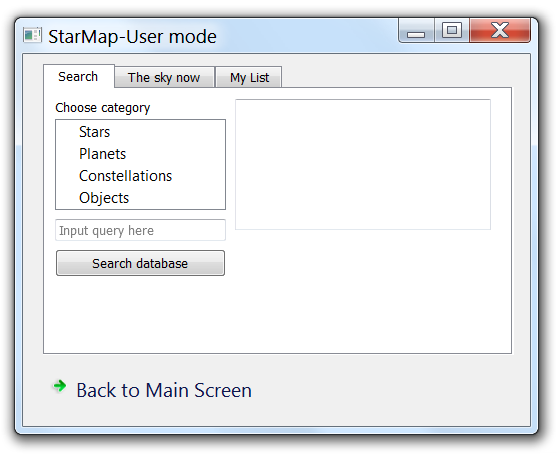 StarMap-User mode
Search The sky now My List
Choose category
Stars
Planets
Constellations
Objects
Input query here
Search database
Back to Main Screen